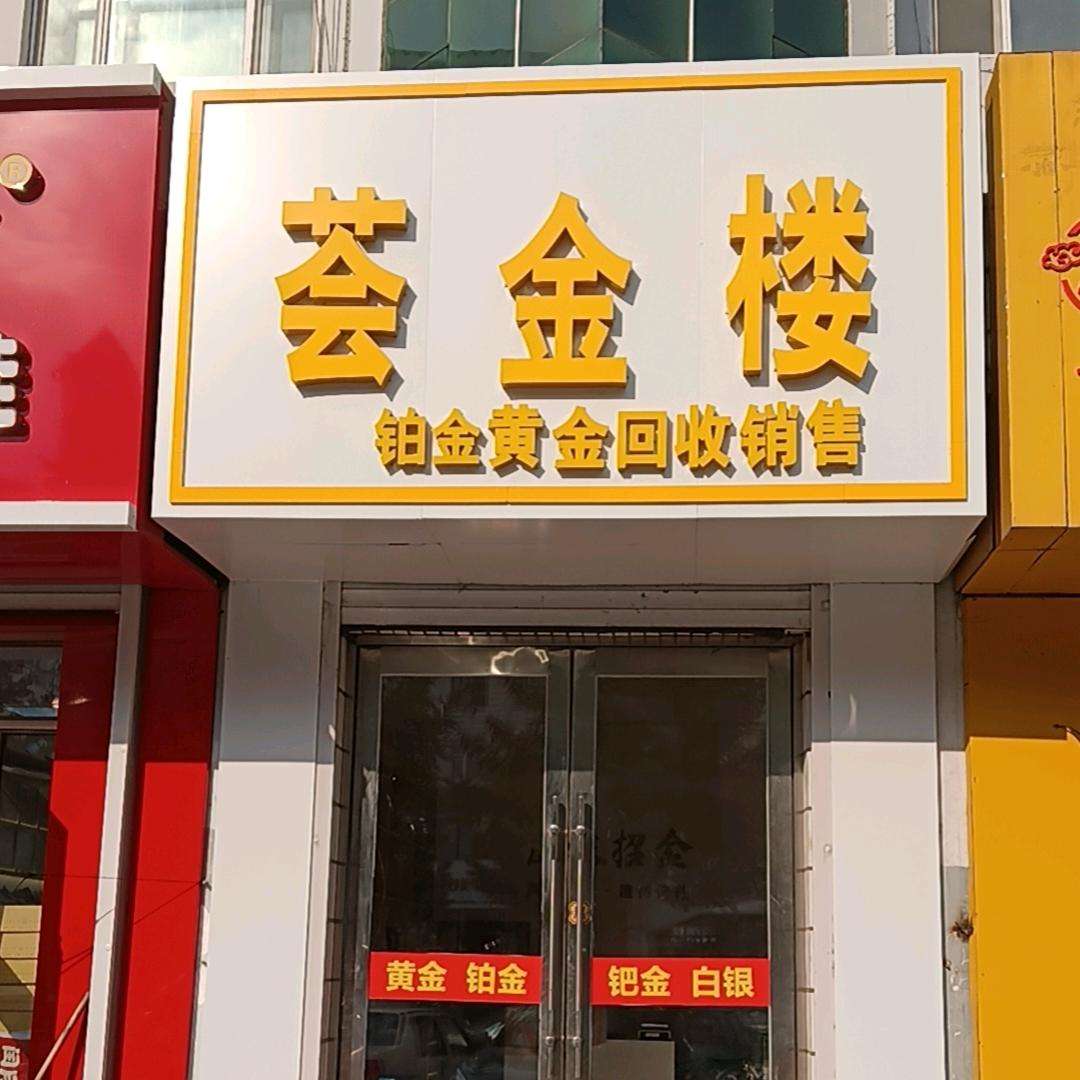 荟金楼
铂金黄金回收销售
黄金 铂金
钯金 白银